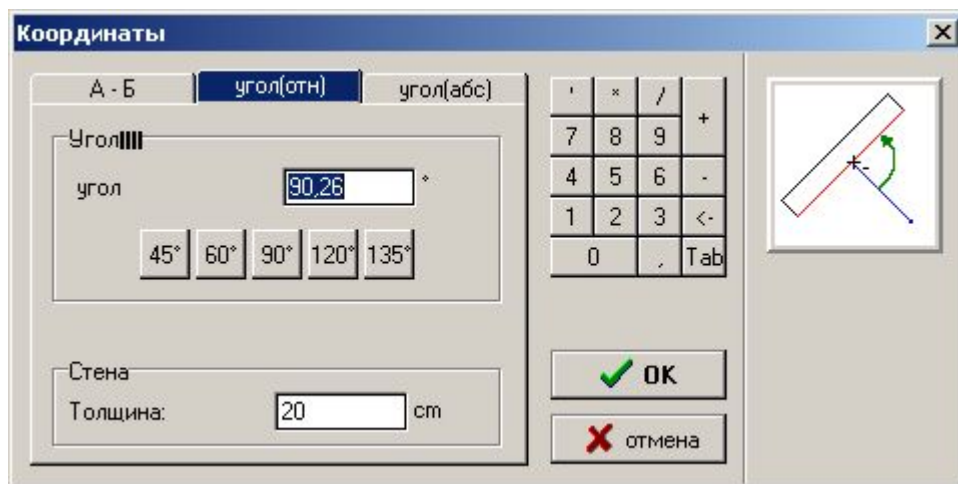 Координаты
А - Б угол(отн) угол(абс)
Угол
угол 90,26 °
45° 60° 90° 120° 135°
Стена
Толщина: 20 cm
' * / +
7 8 9
4 5 6 -
1 2 3 <-
0 , Tab
OK
отмена